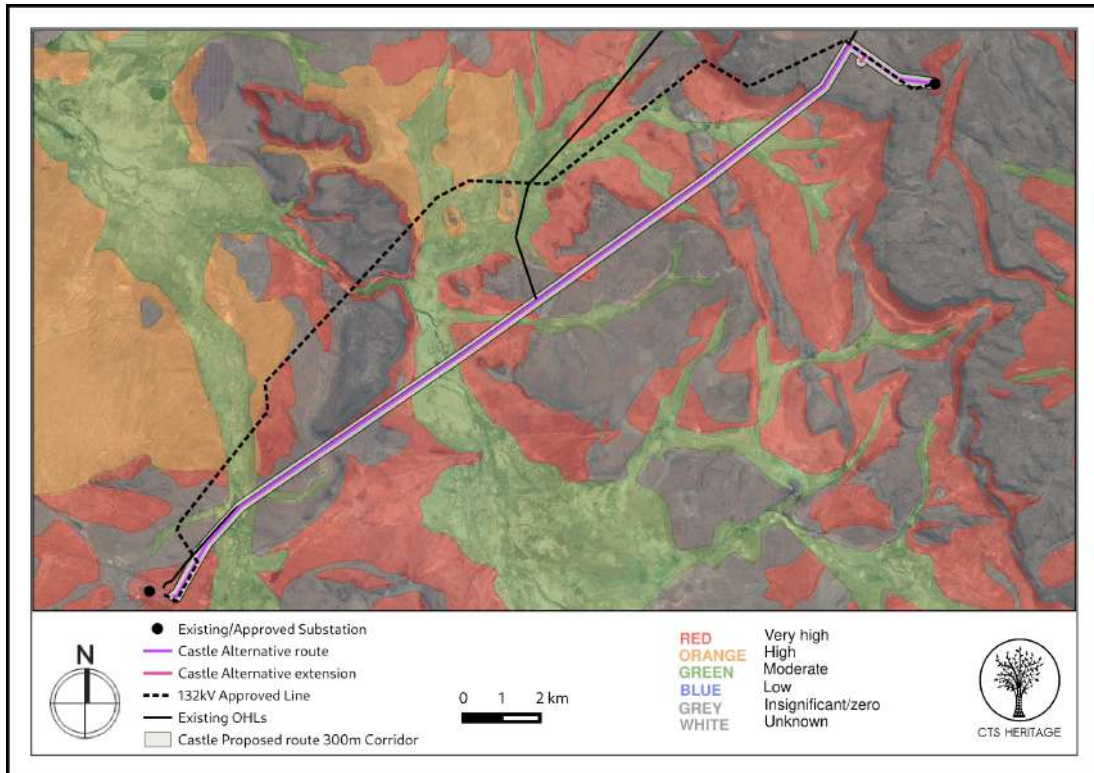 N
Existing/Approved Substation
Castle Alternative route
Castle Alternative extension
132kV Approved Line
Existing OHLs
Castle Proposed route 300m Corridor
0 1 2 km
RED Very high
ORANGE High
GREEN Moderate
BLUE Low
GREY Insignificant/zero
WHITE Unknown
CTS HERITAGE